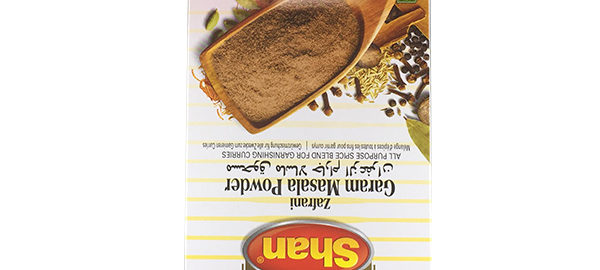 Shan®
Zafrani
Garam Masala Powder
مسحوق ماسالا جارام الزعفران
ALL PURPOSE SPICE BLEND FOR GARNISHING CURRIES
Mélange d'épices à toutes les fins pour garnir currys | Gewürzmischung für alle Zwecke zum Garnieren Curries